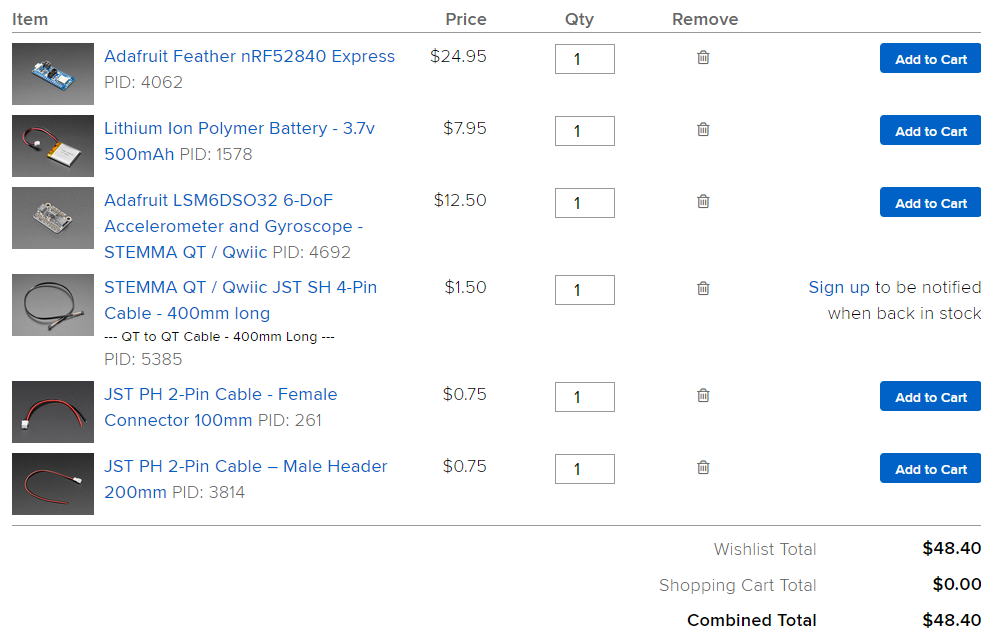 Item Price Qty Remove
Adafruit Feather nRF52840 Express $24.95 1 Add to Cart
PID: 4062
Lithium Ion Polymer Battery - 3.7v $7.95 1 Add to Cart
500mAh PID: 1578
Adafruit LSM6DSO32 6-DoF $12.50 1 Add to Cart
Accelerometer and Gyroscope -
STEMMA QT / Qwiic PID: 4692
STEMMA QT / Qwiic JST SH 4-Pin $1.50 1 Sign up to be notified
Cable - 400mm long when back in stock
--- QT to QT Cable - 400mm Long ---
PID: 5385
JST PH 2-Pin Cable - Female $0.75 1 Add to Cart
Connector 100mm PID: 261
JST PH 2-Pin Cable – Male Header $0.75 1 Add to Cart
200mm PID: 3814
Wishlist Total $48.40
Shopping Cart Total $0.00
Combined Total $48.40